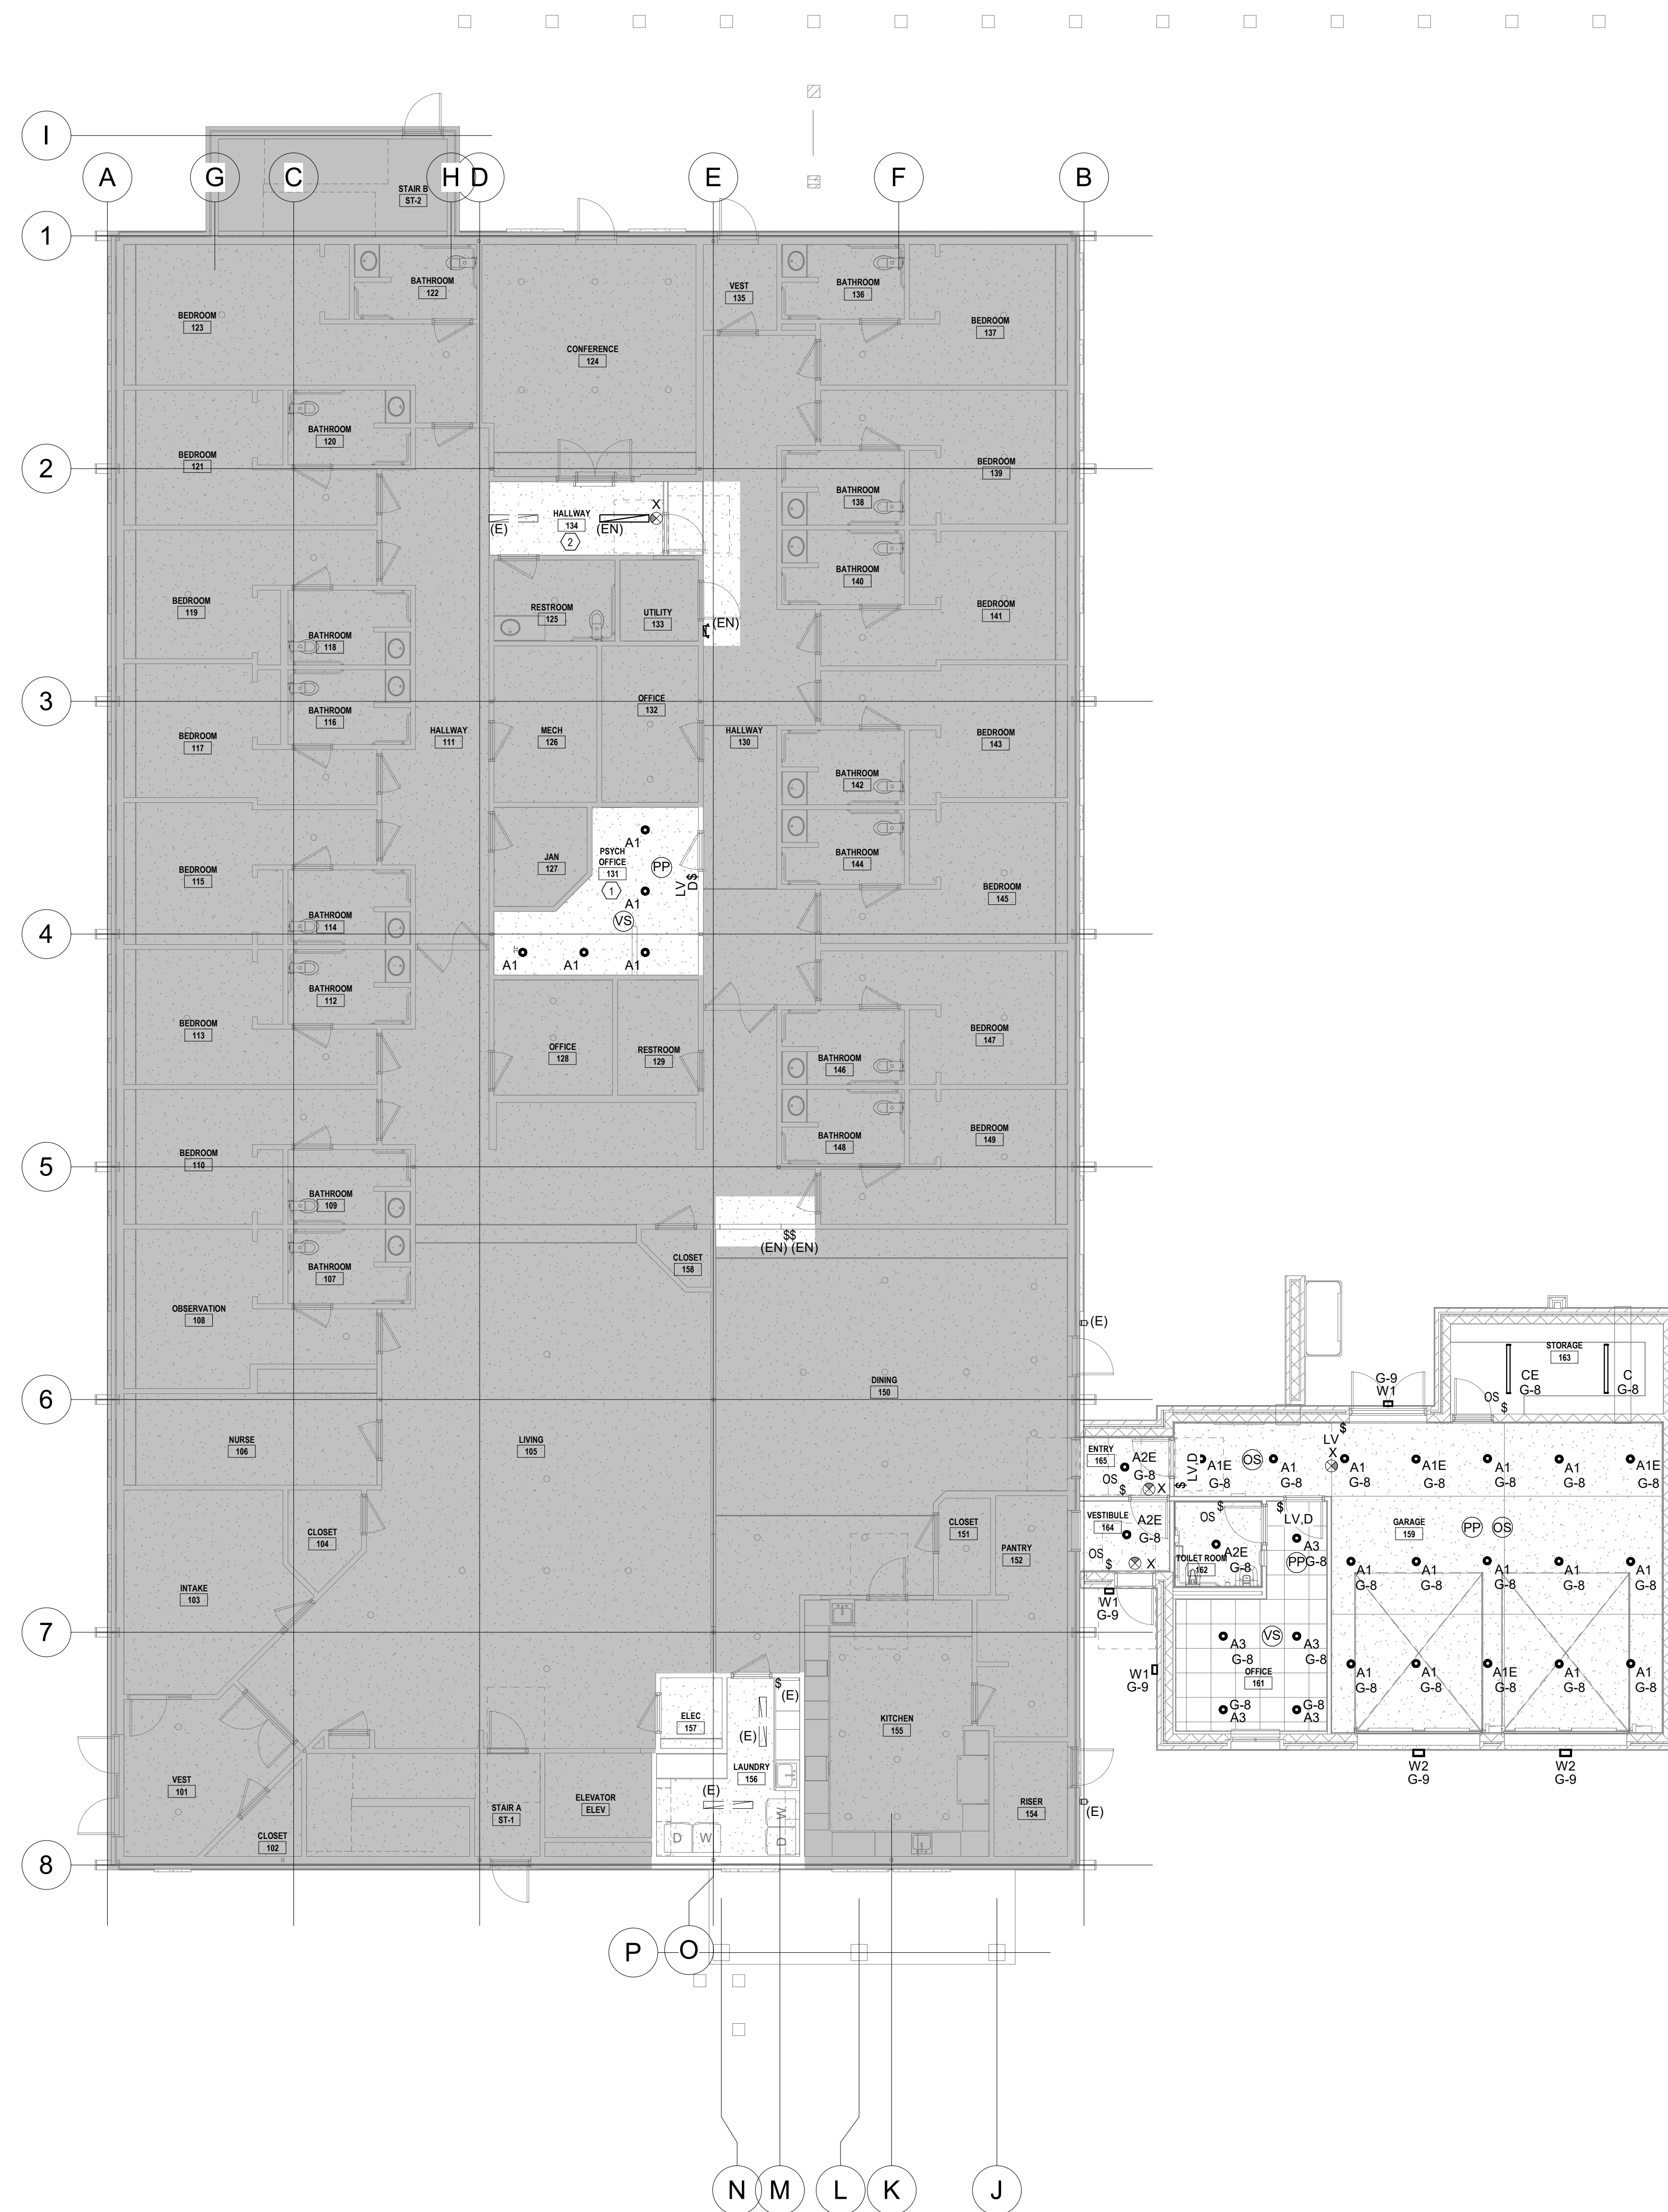 I
A
G
C
H
D
E
F
B
STAIR B
ST-2
1
BATHROOM
122
VEST
135
BATHROOM
136
BEDROOM
123
BEDROOM
137
CONFERENCE
124
BATHROOM
120
BEDROOM
121
BEDROOM
139
2
BATHROOM
138
HALLWAY
134
2
X
(E)
(EN)
BATHROOM
140
BEDROOM
119
RESTROOM
125
UTILITY
133
(EN)
BEDROOM
141
BATHROOM
118
3
OFFICE
132
BATHROOM
116
BEDROOM
117
HALLWAY
111
MECH
126
HALLWAY
130
BEDROOM
143
BATHROOM
142
A1
PSYCH
OFFICE
131
1
PP
LV
D$
JAN
127
BATHROOM
144
BEDROOM
115
BEDROOM
145
A1
VS
BATHROOM
114
4
A1
A1
A1
BATHROOM
112
BEDROOM
113
BEDROOM
147
OFFICE
128
RESTROOM
129
BATHROOM
146
BATHROOM
148
BEDROOM
149
BEDROOM
110
5
BATHROOM
109
$$
(EN) (EN)
CLOSET
158
BATHROOM
107
OBSERVATION
108
(E)
STORAGE
163
CE
G-8
C
G-8
OS
$
DINING
150
6
G-9
W1
NURSE
106
LIVING
105
ENTRY
165
A2E
G-8
OS
$
X
LV,D
$
A1E
G-8
OS
A1
G-8
$
LV
X
A1
G-8
A1E
G-8
A1
G-8
A1
G-8
A1E
G-8
CLOSET
104
CLOSET
151
PANTRY
152
VESTIBULE
164
A2E
G-8
OS
$
X
OS
$
A2E
G-8
TOILET ROOM
162
$
LV,D
A3
G-8
PP
GARAGE
159
PP
OS
A1
G-8
A1
G-8
A1
G-8
A1
G-8
A1
G-8
INTAKE
103
W1
G-9
7
A3
G-8
VS
A3
G-8
OFFICE
161
W1
G-9
A1
G-8
A1
G-8
A1E
G-8
A1
G-8
A1
G-8
G-8
A3
G-8
A3
$
(E)
ELEC
157
(E)
KITCHEN
155
W2
G-9
W2
G-9
LAUNDRY
156
VEST
101
(E)
ELEVATOR
ELEV
STAIR A
ST-1
RISER
154
(E)
W
D
W
D
CLOSET
102
8
P
O
N
M
L
K
J